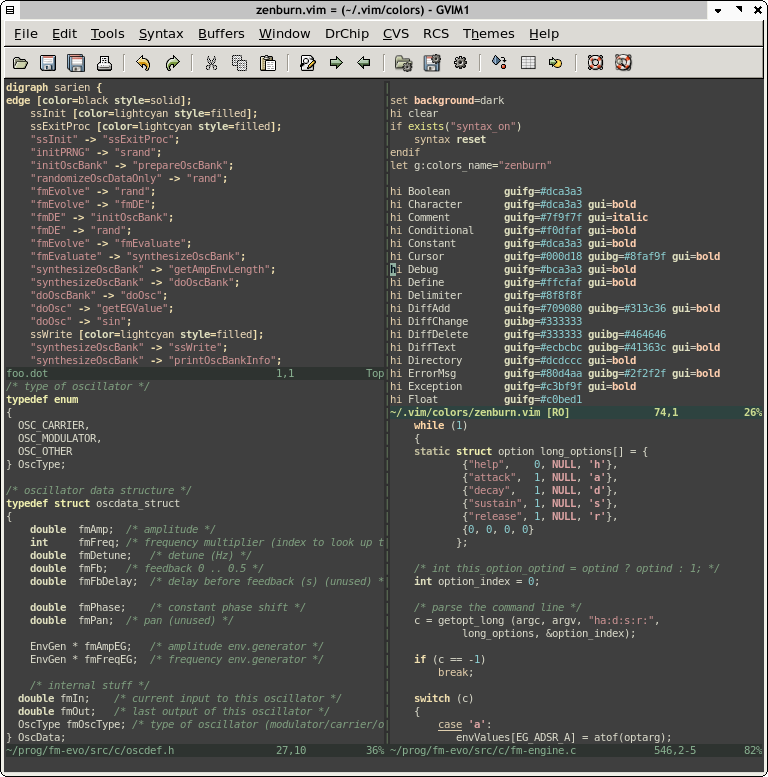 zenburn.vim = (~/.vim/colors) - GVIM1
File Edit Tools Syntax Buffers Window DrChip CVS RCS Themes Help
digraph sarien {
edge [color=black style=solid];
    ssInit [color=lightcyan style=filled];
    ssExitProc [color=lightcyan style=filled];
    "ssInit" -> "ssExitProc";
    "initPRNG" -> "srand";
    "initOscBank" -> "prepareOscBank";
    "randomizeOscDataOnly" -> "rand";
    "fmEvolve" -> "rand";
    "fmEvolve" -> "fmDE";
    "fmDE" -> "initOscBank";
    "fmDE" -> "rand";
    "fmEvolve" -> "fmEvaluate";
    "fmEvaluate" -> "synthesizeOscBank";
    "synthesizeOscBank" -> "getAmpEnvLength";
    "synthesizeOscBank" -> "doOscBank";
    "doOscBank" -> "doOsc";
    "doOsc" -> "getEGValue";
    "doOsc" -> "sin";
    ssWrite [color=lightcyan style=filled];
    "synthesizeOscBank" -> "ssWrite";
    "synthesizeOscBank" -> "printOscBankInfo";
foo.dot 1,1 Top
/* type of oscillator */
typedef enum
{
  OSC_CARRIER,
  OSC_MODULATOR,
  OSC_OTHER
} OscType;

/* oscillator data structure */
typedef struct oscdata_struct
{
    double  fmAmp;  /* amplitude */
    int     fmFreq; /* frequency multiplier (index to look up t
    double  fmDetune;   /* detune (Hz) */
    double  fmFb;   /* feedback 0 .. 0.5 */
    double  fmFbDelay;  /* delay before feedback (s) (unused) *

    double  fmPhase;    /* constant phase shift */
    double  fmPan;  /* pan (unused) */

    EnvGen * fmAmpEG;   /* amplitude env.generator */
    EnvGen * fmFreqEG;  /* frequency env.generator */

    /* internal stuff */
  double fmIn;    /* current input to this oscillator */
  double fmOut;   /* last output of this oscillator */
  OscType fmOscType; /* type of oscillator (modulator/carrier/o
} OscData;
~/prog/fm-evo/src/c/oscdef.h 27,10 36%
set background=dark
hi clear
if exists("syntax_on")
    syntax reset
endif
let g:colors_name="zenburn"

hi Boolean         guifg=#dca3a3
hi Character       guifg=#dca3a3 gui=bold
hi Comment         guifg=#7f9f7f gui=italic
hi Conditional     guifg=#f0dfaf gui=bold
hi Constant        guifg=#dca3a3 gui=bold
hi Cursor          guifg=#000d18 guibg=#8faf9f gui=bold
hi Debug           guifg=#bca3a3 gui=bold
hi Define          guifg=#ffcfaf gui=bold
hi Delimiter       guifg=#8f8f8f
hi DiffAdd         guifg=#709080 guibg=#313c36 gui=bold
hi DiffChange      guibg=#333333
hi DiffDelete      guifg=#333333 guibg=#464646
hi DiffText        guifg=#ecbcbc guibg=#41363c gui=bold
hi Directory       guifg=#dcdccc gui=bold
hi ErrorMsg        guifg=#80d4aa guibg=#2f2f2f gui=bold
hi Exception       guifg=#c3bf9f gui=bold
hi Float           guifg=#c0bed1
~/.vim/colors/zenburn.vim [RO] 74,1 26%
    while (1)
    {
    static struct option long_options[] = {
            {"help",    0, NULL, 'h'},
            {"attack",  1, NULL, 'a'},
            {"decay",   1, NULL, 'd'},
            {"sustain", 1, NULL, 's'},
            {"release", 1, NULL, 'r'},
            {0, 0, 0, 0}
           };

    /* int this_option_optind = optind ? optind : 1; */
    int option_index = 0;

    /* parse the command line */
    c = getopt_long (argc, argv, "ha:d:s:r:",
            long_options, &option_index);

    if (c == -1)
        break;

    switch (c)
    {
        case 'a':
           envValues[EG_ADSR_A] = atof(optarg);
~/prog/fm-evo/src/c/fm-engine.c 546,2-5 82%